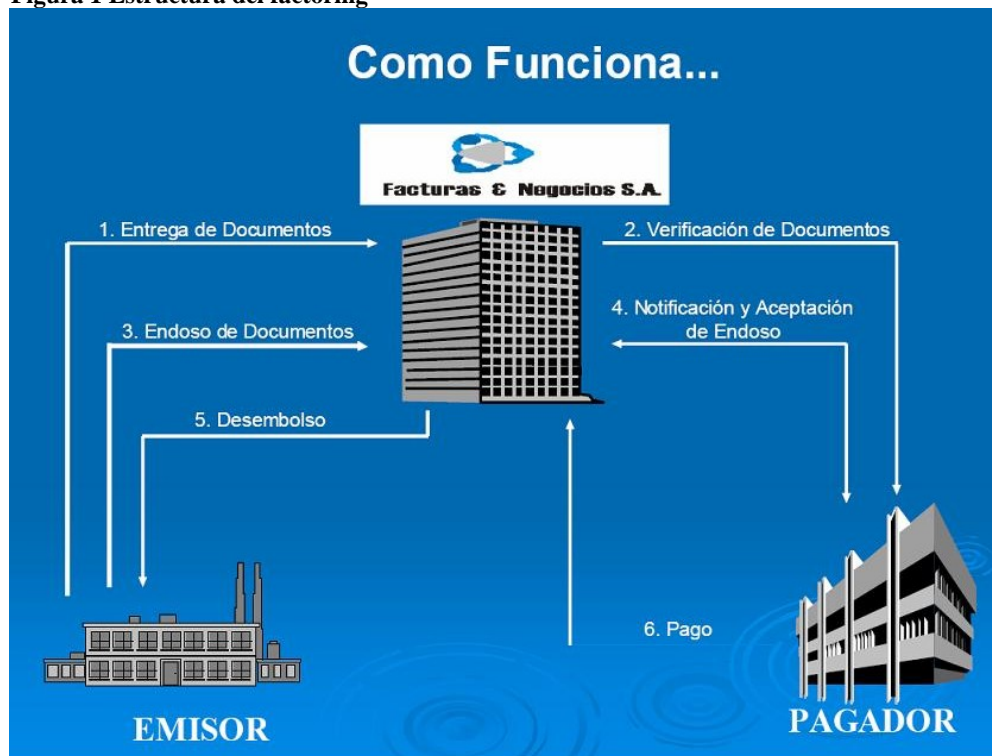 Figura 1 Estructura del factoring
Como Funciona...
Facturas & Negocios S.A.
1. Entrega de Documentos
2. Verificación de Documentos
3. Endoso de Documentos
4. Notificación y Aceptación
de Endoso
5. Desembolso
6. Pago
EMISOR
PAGADOR